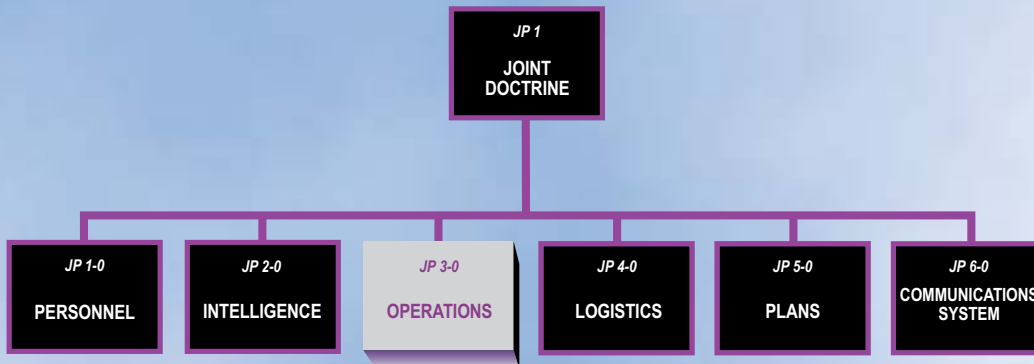 JP 1
JOINT
DOCTRINE
JP 1-0
PERSONNEL
JP 2-0
INTELLIGENCE
JP 3-0
OPERATIONS
JP 4-0
LOGISTICS
JP 5-0
PLANS
JP 6-0
COMMUNICATIONS
SYSTEM